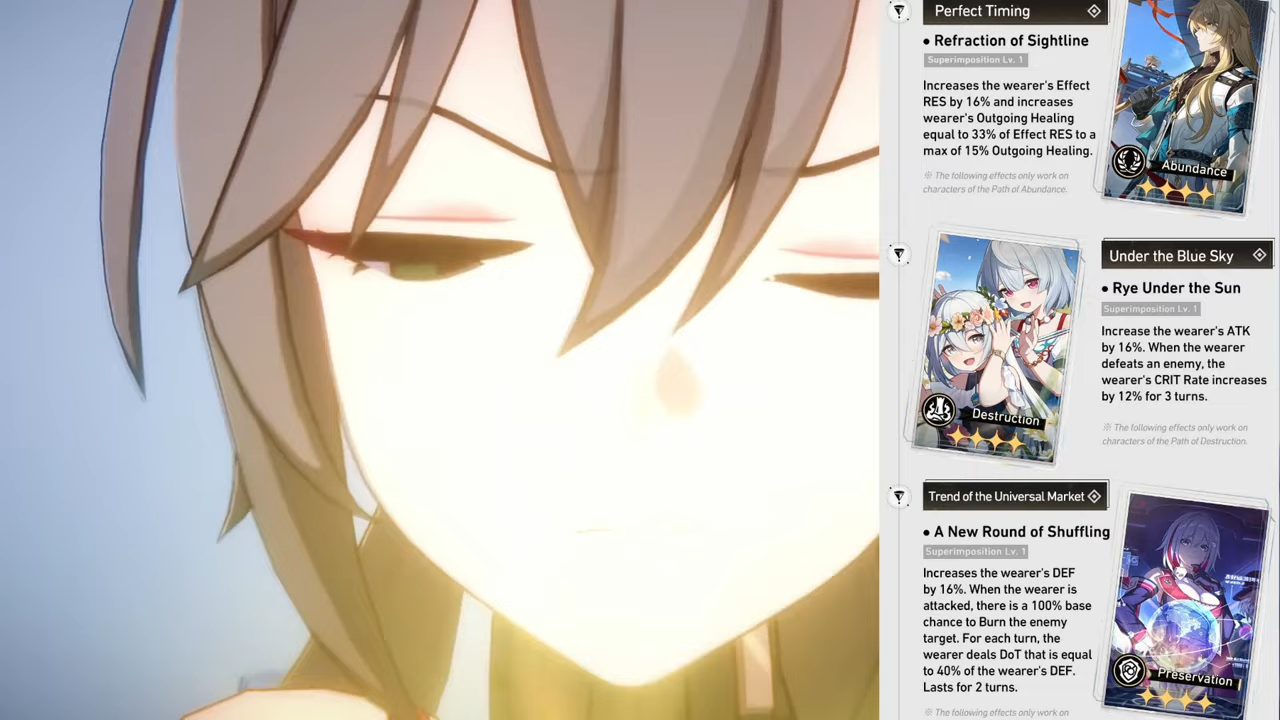 Perfect Timing
• Refraction of Sightline
Superimposition Lv. 1
Increases the wearer's Effect
RES by 16% and increases
wearer's Outgoing Healing
equal to 33% of Effect RES to a
max of 15% Outgoing Healing.
※ The following effects only work on
characters of the Path of Abundance.
Abundance
Under the Blue Sky
• Rye Under the Sun
Superimposition Lv. 1
Increase the wearer's ATK
by 16%. When the wearer
defeats an enemy, the
wearer's CRIT Rate increases
by 12% for 3 turns.
※ The following effects only work on
characters of the Path of Destruction.
Destruction
Trend of the Universal Market
• A New Round of Shuffling
Superimposition Lv. 1
Increases the wearer's DEF
by 16%. When the wearer is
attacked, there is a 100% base
chance to Burn the enemy
target. For each turn, the
wearer deals DoT that is equal
to 40% of the wearer's DEF.
Lasts for 2 turns.
※ The following effects only work on
Preservation